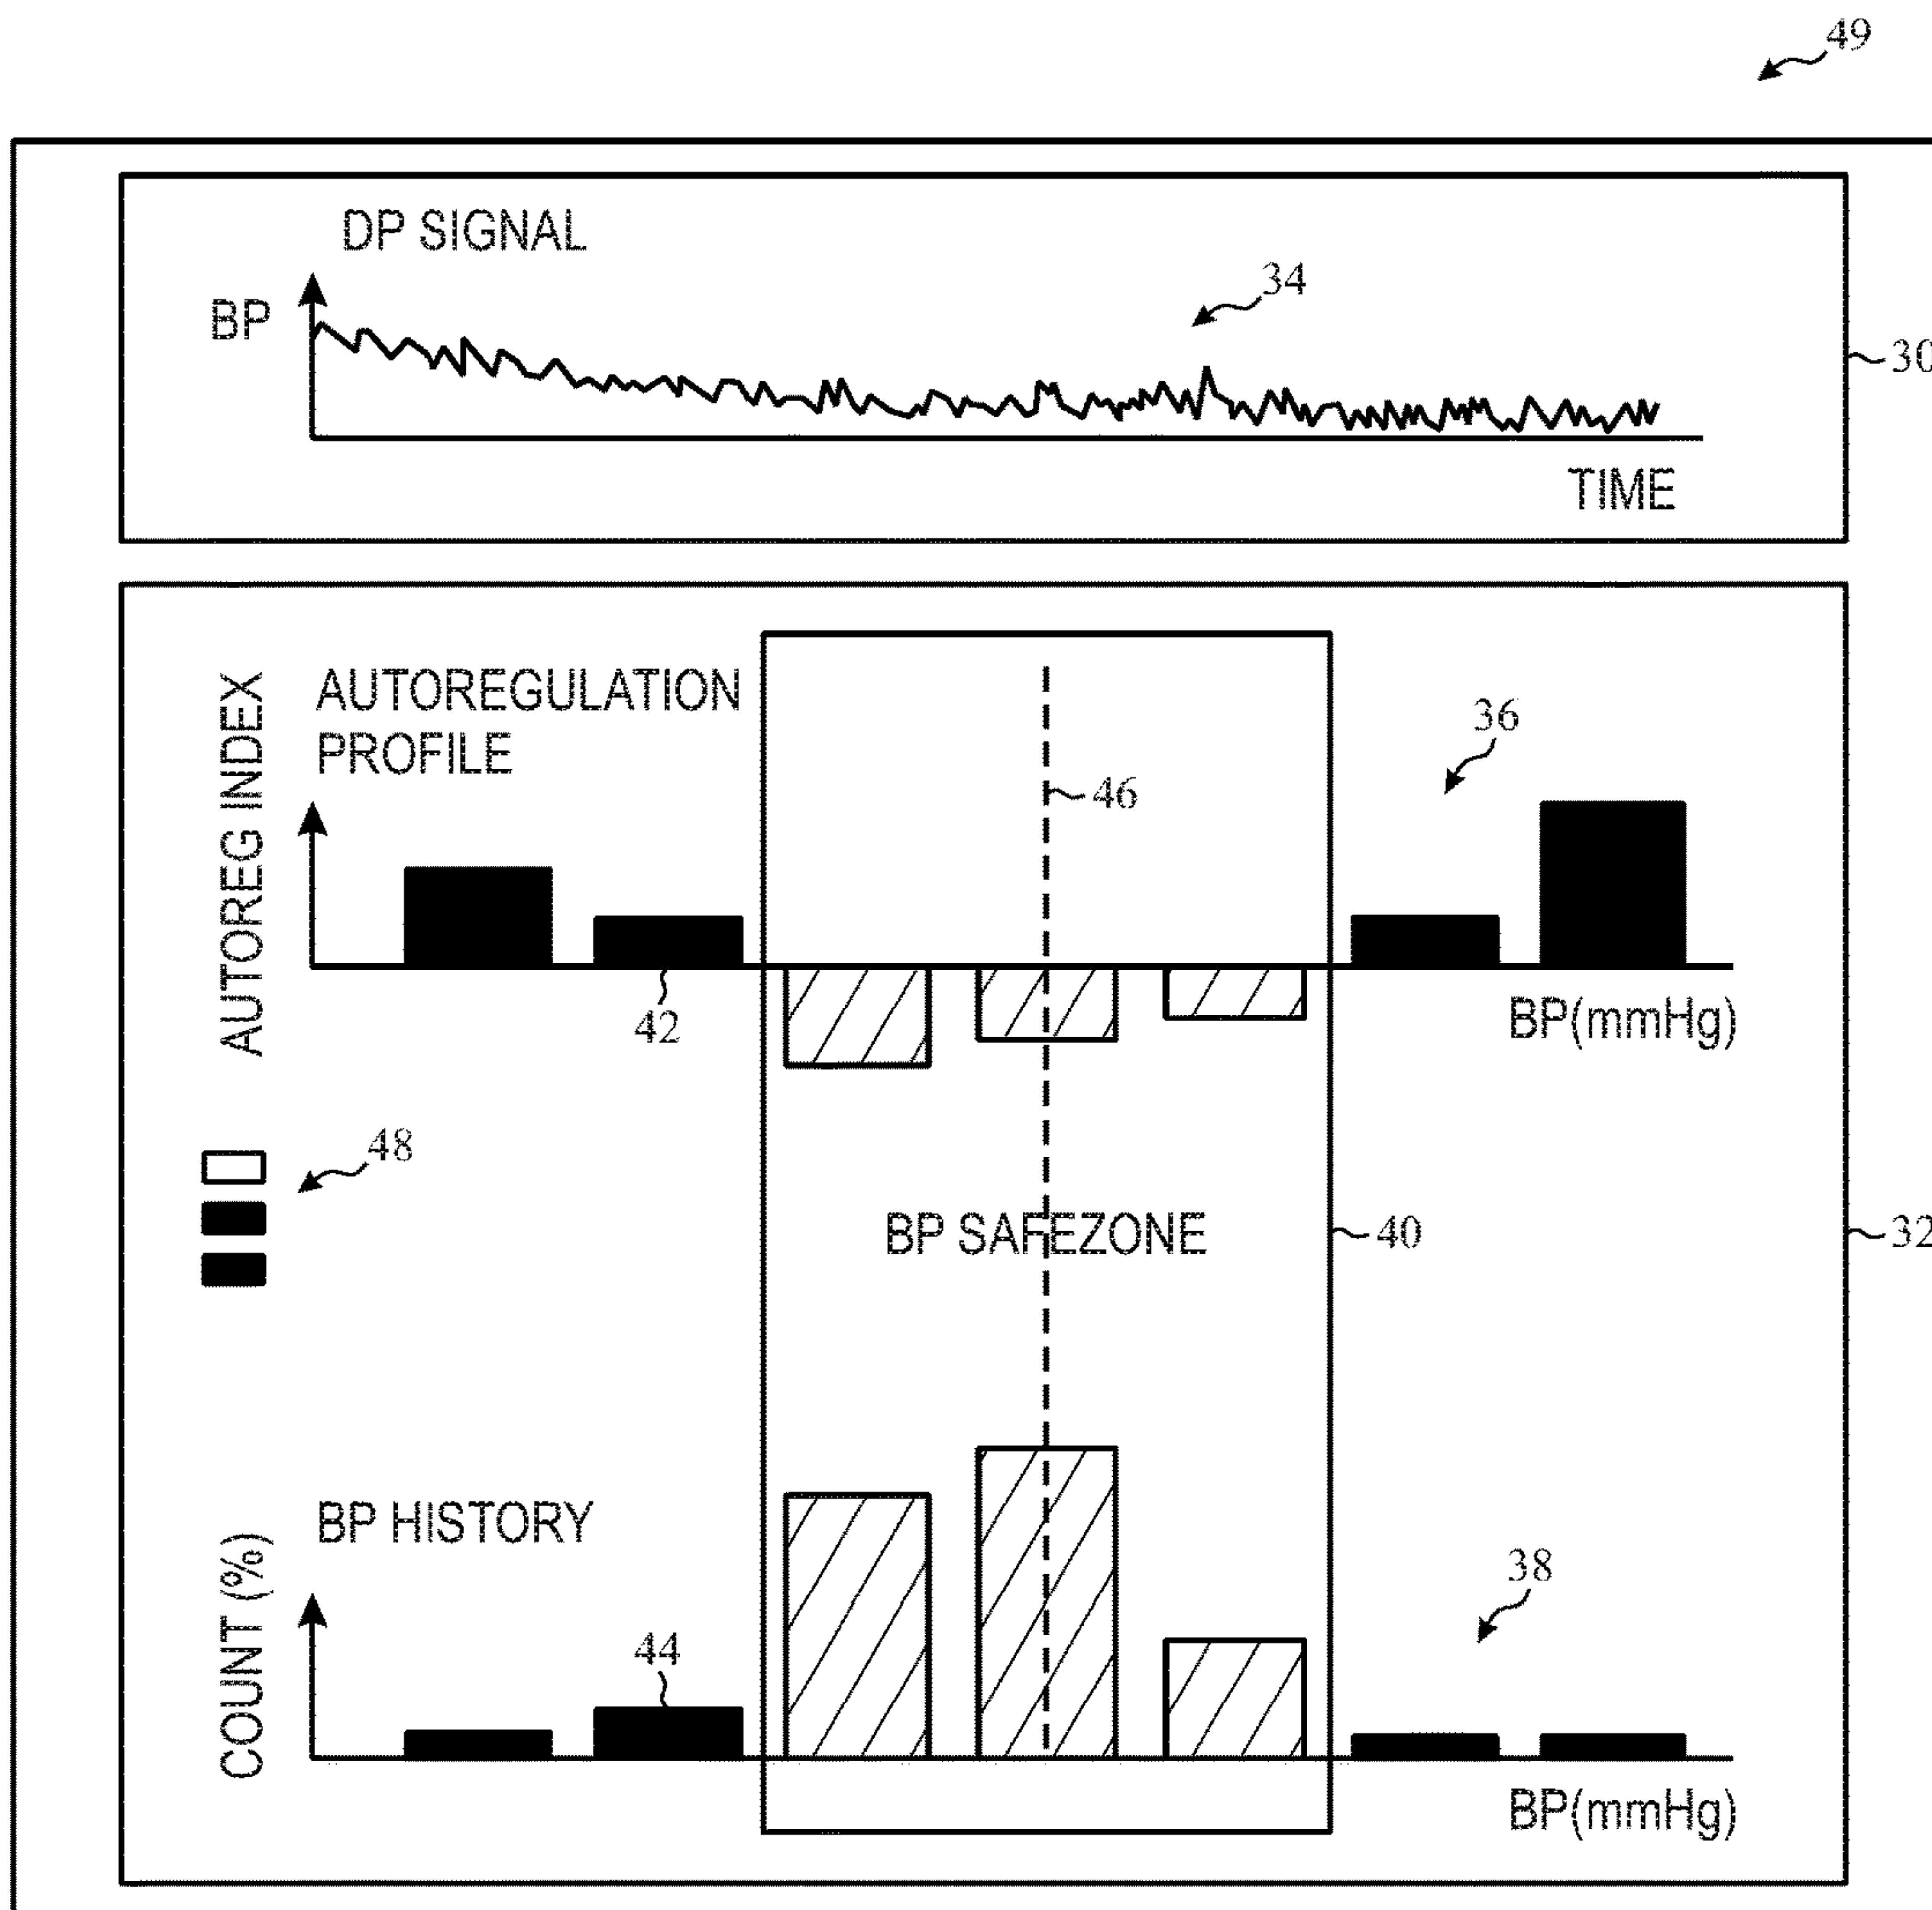 49
DP SIGNAL
BP
34
30
TIME
AUTOREG INDEX
AUTOREGULATION
PROFILE
36
46
42
BP(mmHg)
48
BP SAFEZONE
40
32
BP HISTORY
COUNT (%)
44
38
BP(mmHg)